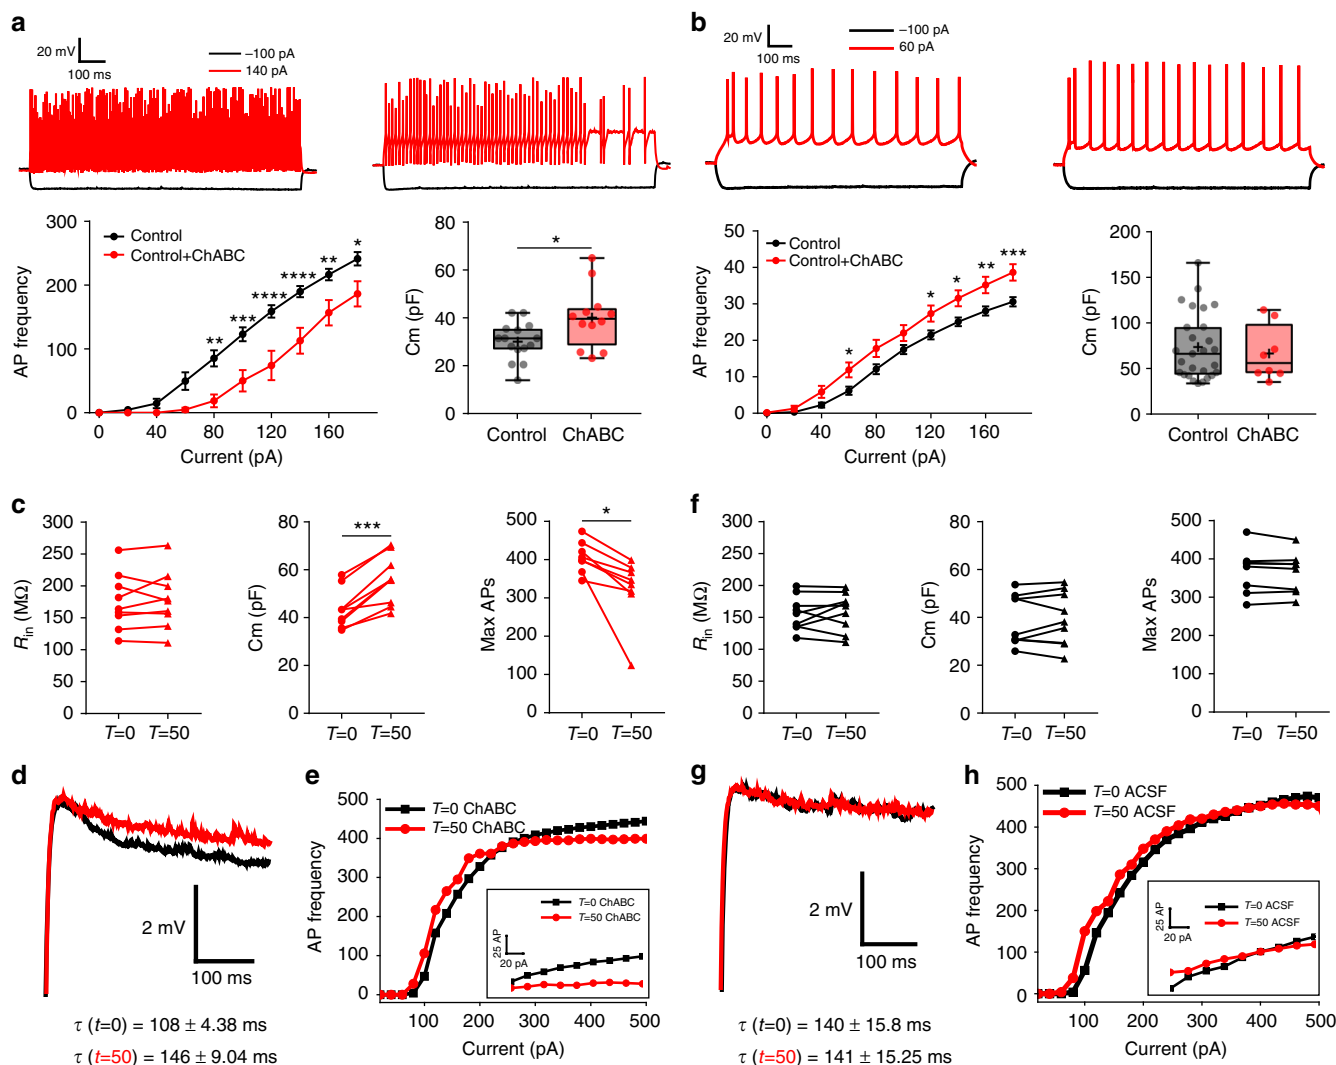 a
20 mV
100 ms
–100 pA
140 pA
300
200
100
0
AP frequency
Control
Control+ChABC
** *** **** **** ** *
0 40 80 120 160
Current (pA)
80
60
40
20
0
Cm (pF)
*
Control ChABC
b
20 mV
100 ms
–100 pA
60 pA
50
40
30
20
10
0
AP frequency
Control
Control+ChABC
* * * ** ***
0 40 80 120 160
Current (pA)
200
150
100
50
0
Cm (pF)
Control ChABC
c
300
250
200
150
100
50
0
Rin (MΩ)
T=0 T=50
80
60
40
20
0
Cm (pF)
***
T=0 T=50
500
400
300
200
100
0
Max APs
*
T=0 T=50
f
300
250
200
150
100
50
0
Rin (MΩ)
T=0 T=50
80
60
40
20
0
Cm (pF)
T=0 T=50
500
400
300
200
100
0
Max APs
T=0 T=50
d
2 mV
100 ms
τ (t=0) = 108 ± 4.38 ms
τ (t=50) = 146 ± 9.04 ms
e
500
400
300
200
100
0
AP frequency
T=0 ChABC
T=50 ChABC
T=0 ChABC
T=50 ChABC
25 AP
20 pA
100 200 300 400 500
Current (pA)
g
2 mV
100 ms
τ (t=0) = 140 ± 15.8 ms
τ (t=50) = 141 ± 15.25 ms
h
500
400
300
200
100
0
AP frequency
T=0 ACSF
T=50 ACSF
T=0 ACSF
T=50 ACSF
25 AP
20 pA
100 200 300 400 500
Current (pA)